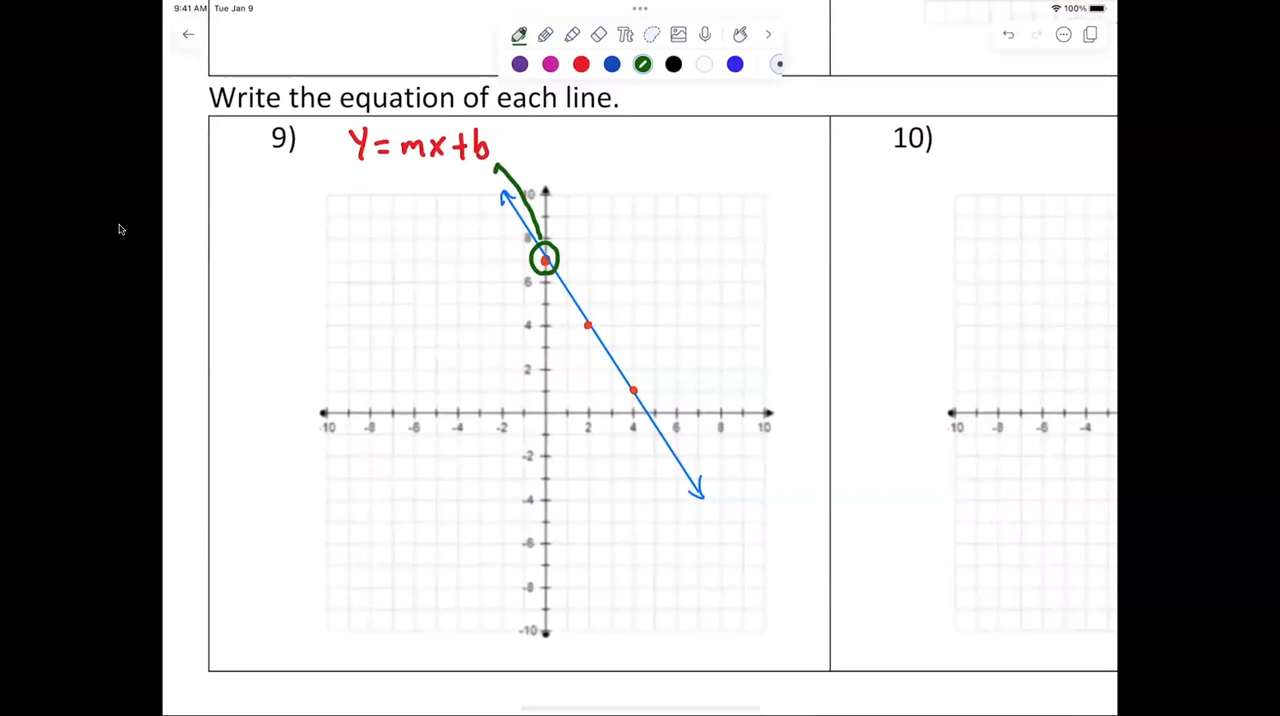 9:41 AM Tue Jan 9
100%
Write the equation of each line.
9) y = mx + b
10)
10
8
6
4
2
-10 -8 -6 -4 -2 2 4 6 8 10
-2
-4
-6
-8
-10
-10 -8 -6 -4